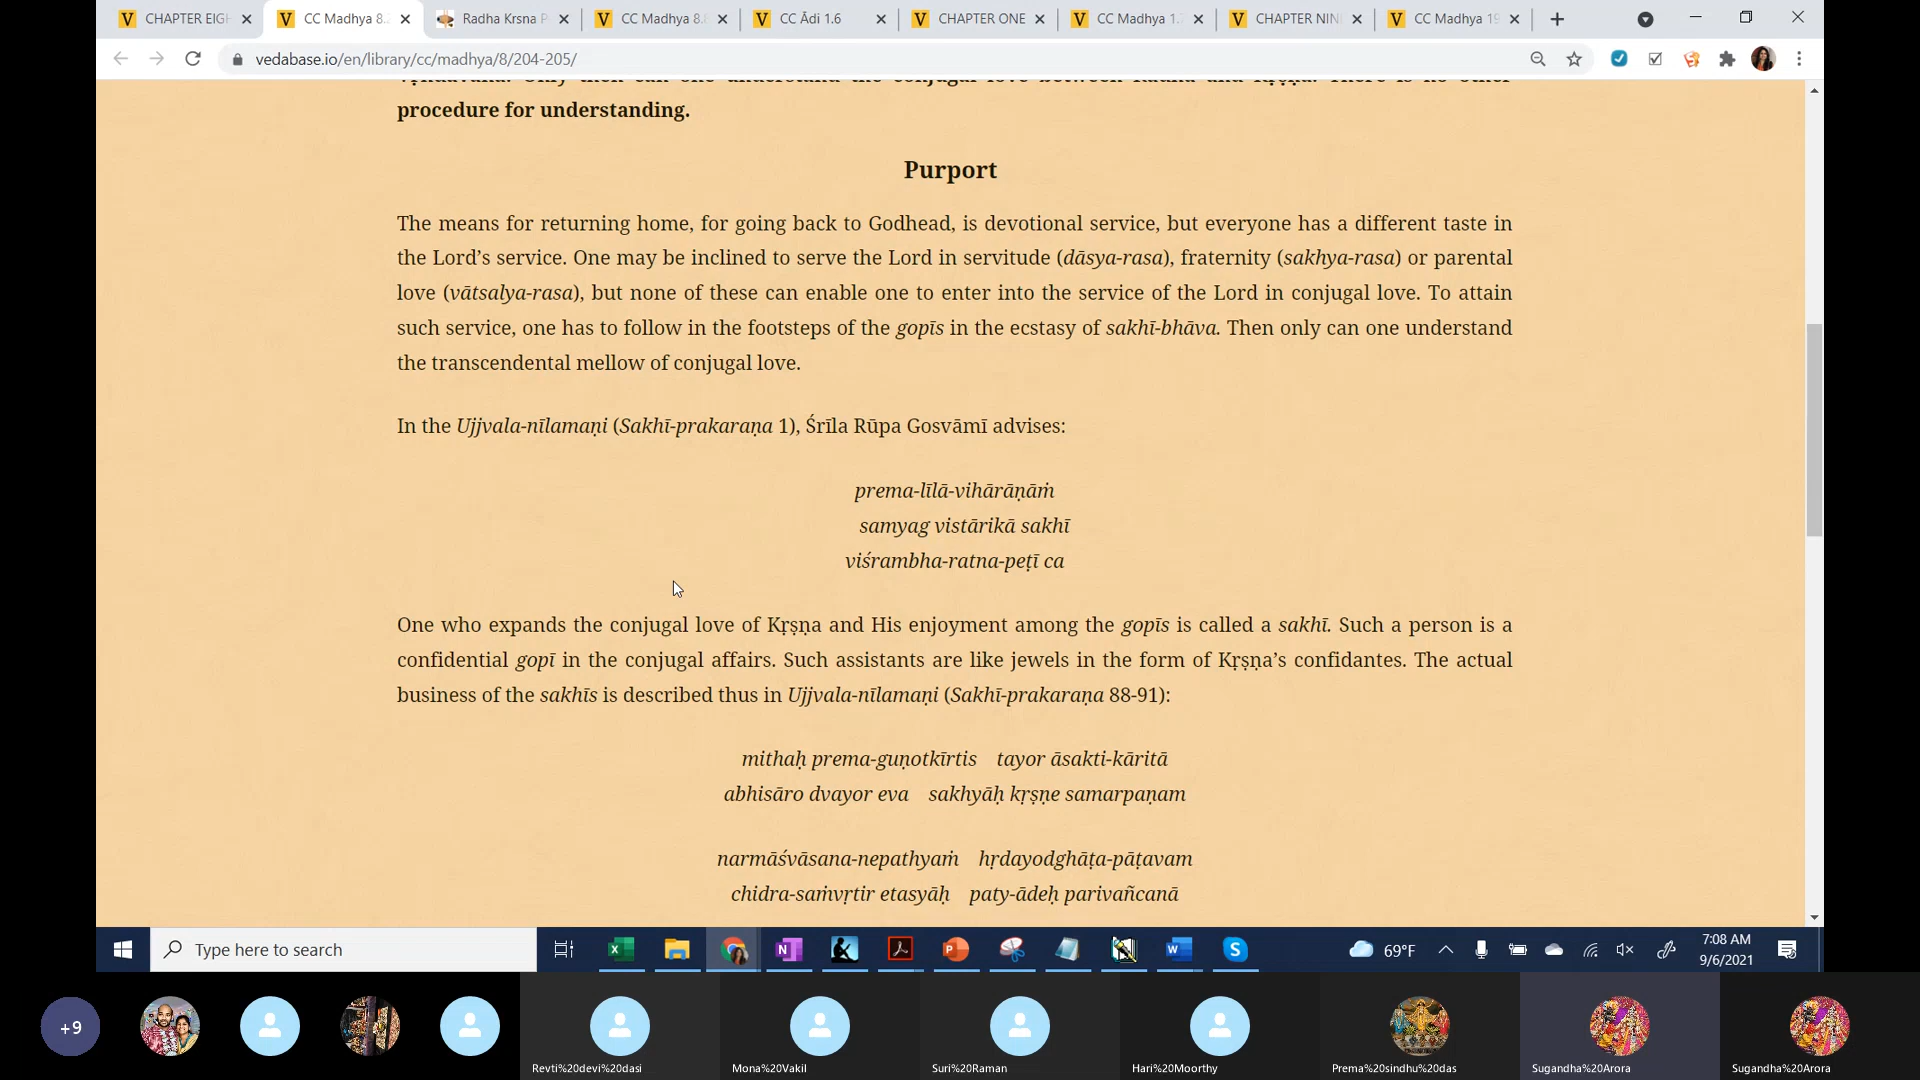 CHAPTER EIGH
CC Madhya 8.
Radha Krsna P
CC Madhya 8.8
CC Ādi 1.6
CHAPTER ONE
CC Madhya 1.
CHAPTER NIN
CC Madhya 19
vedabase.io/en/library/cc/madhya/8/204-205/
procedure for understanding.
Purport
The means for returning home, for going back to Godhead, is devotional service, but everyone has a different taste in
the Lord’s service. One may be inclined to serve the Lord in servitude (dāsya-rasa), fraternity (sakhya-rasa) or parental
love (vātsalya-rasa), but none of these can enable one to enter into the service of the Lord in conjugal love. To attain
such service, one has to follow in the footsteps of the gopīs in the ecstasy of sakhī-bhāva. Then only can one understand
the transcendental mellow of conjugal love.
In the Ujjvala-nīlamaṇi (Sakhī-prakaraṇa 1), Śrīla Rūpa Gosvāmī advises:
prema-līlā-vihārāṇāṁ
samyag vistārikā sakhī
viśrambha-ratna-peṭī ca
One who expands the conjugal love of Kṛṣṇa and His enjoyment among the gopīs is called a sakhī. Such a person is a
confidential gopī in the conjugal affairs. Such assistants are like jewels in the form of Kṛṣṇa’s confidantes. The actual
business of the sakhīs is described thus in Ujjvala-nīlamaṇi (Sakhī-prakaraṇa 88-91):
mithaḥ prema-guṇotkīrtis tayor āsakti-kāritā
abhisāro dvayor eva sakhyāḥ kṛṣṇe samarpaṇam
narmāśvāsana-nepathyaṁ hṛdayodghāṭa-pāṭavam
chidra-saṁvṛtir etasyāḥ paty-ādeḥ parivañcanā
Type here to search
69°F
7:08 AM
9/6/2021
+9
Revti%20devi%20dasi
Mona%20Vakil
Suri%20Raman
Hari%20Moorthy
Prema%20sindhu%20das
Sugandha%20Arora
Sugandha%20Arora